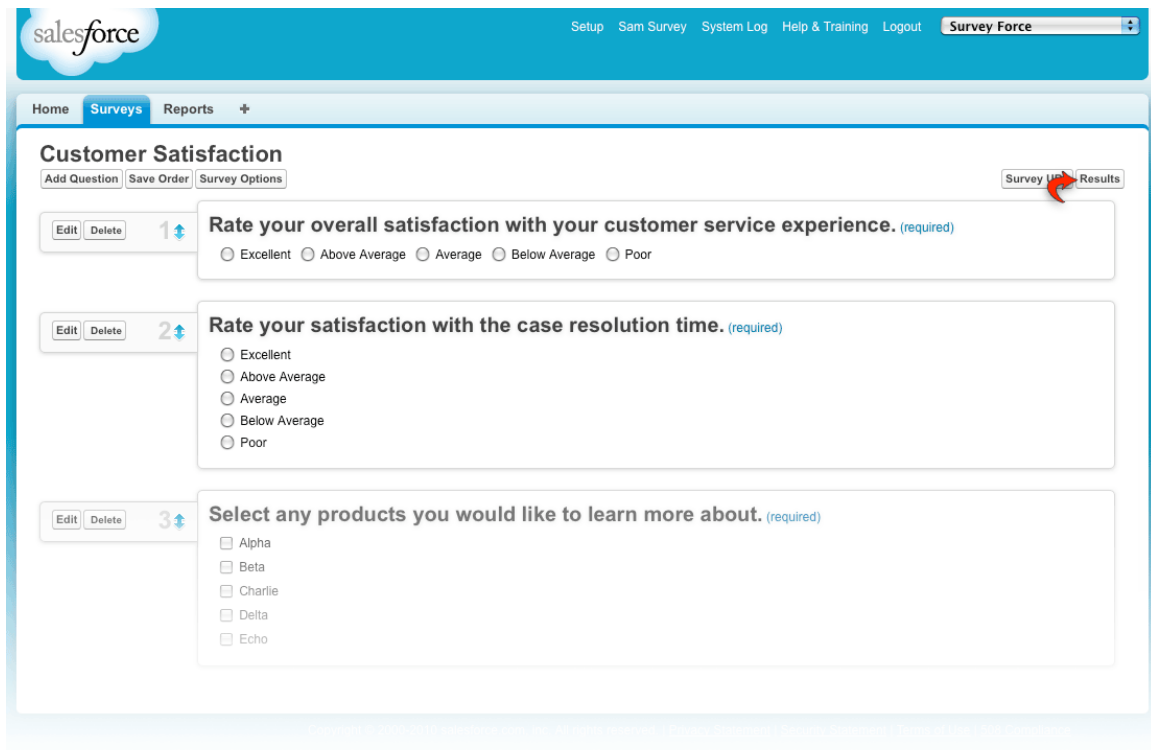 salesforce
Setup Sam Survey System Log Help & Training Logout Survey Force
Home Surveys Reports +
Customer Satisfaction
Add Question Save Order Survey Options Survey Results
Edit Delete 1 Rate your overall satisfaction with your customer service experience. (required)
Excellent Above Average Average Below Average Poor
Edit Delete 2 Rate your satisfaction with the case resolution time. (required)
Excellent
Above Average
Average
Below Average
Poor
Edit Delete 3 Select any products you would like to learn more about. (required)
Alpha
Beta
Charlie
Delta
Echo